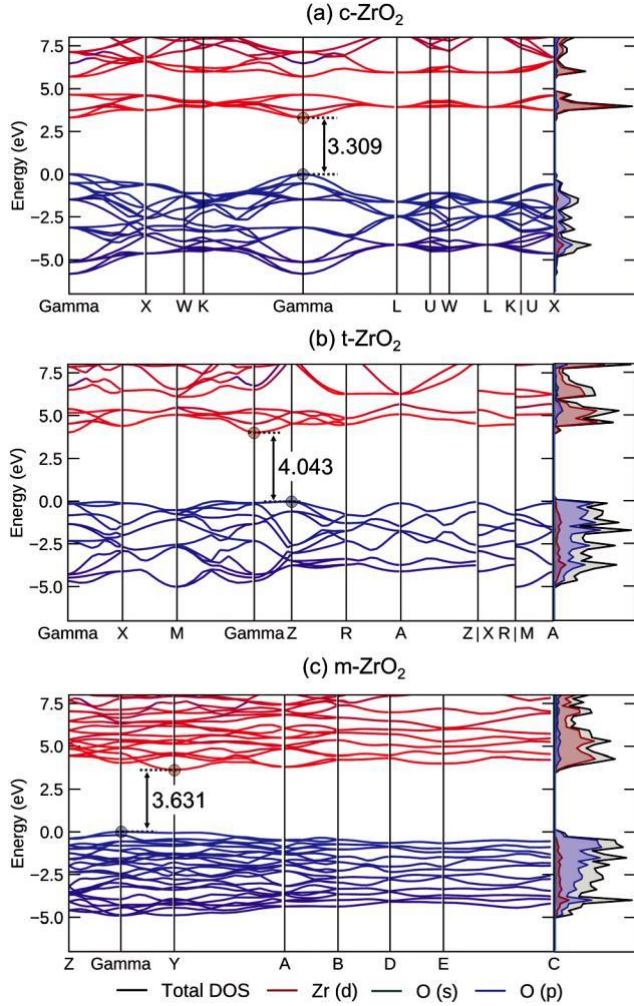 (a) c-ZrO₂
7.5
5.0
2.5
0.0
−2.5
−5.0
Energy (eV)
3.309
Gamma X W K Gamma L U W L K|U X
(b) t-ZrO₂
7.5
5.0
2.5
0.0
−2.5
−5.0
Energy (eV)
4.043
Gamma X M Gamma Z R A Z|X R|M A
(c) m-ZrO₂
7.5
5.0
2.5
0.0
−2.5
−5.0
Energy (eV)
3.631
Z Gamma Y A B D E C
Total DOS Zr (d) O (s) O (p)